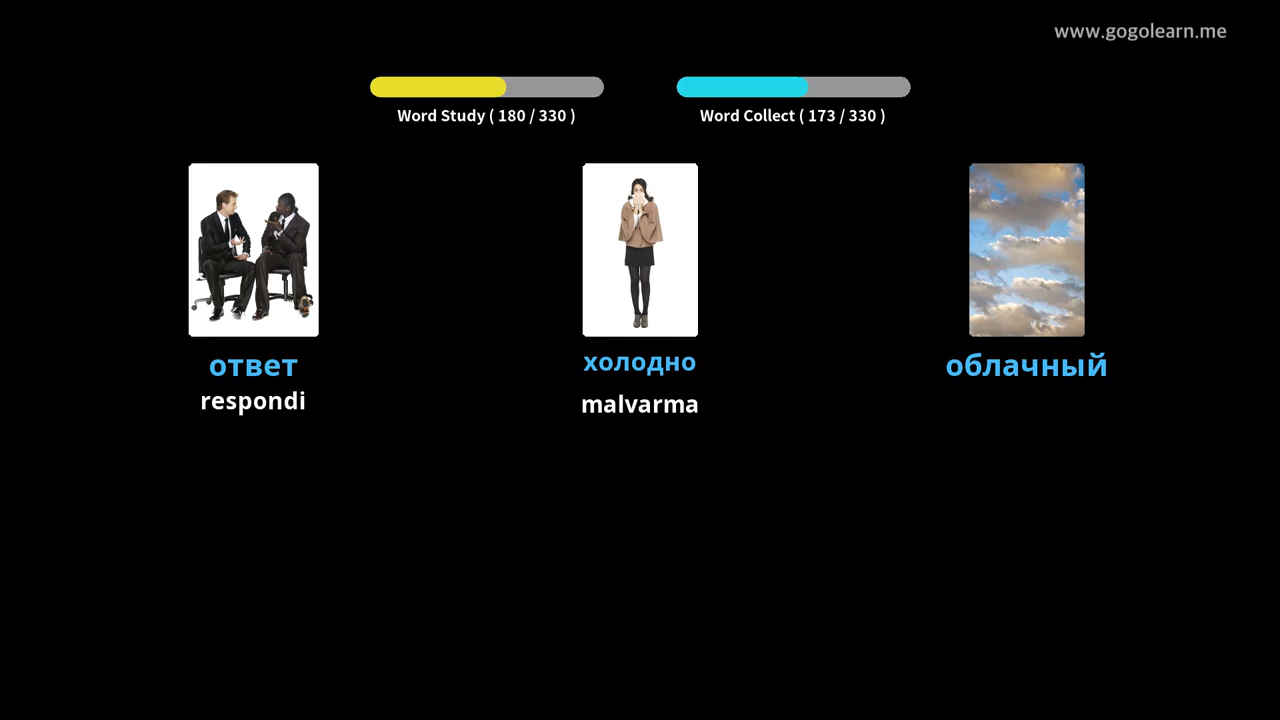 www.gogolearn.me
Word Study ( 180 / 330 )
Word Collect ( 173 / 330 )
ответ
respondi
холодно
malvarma
облачный